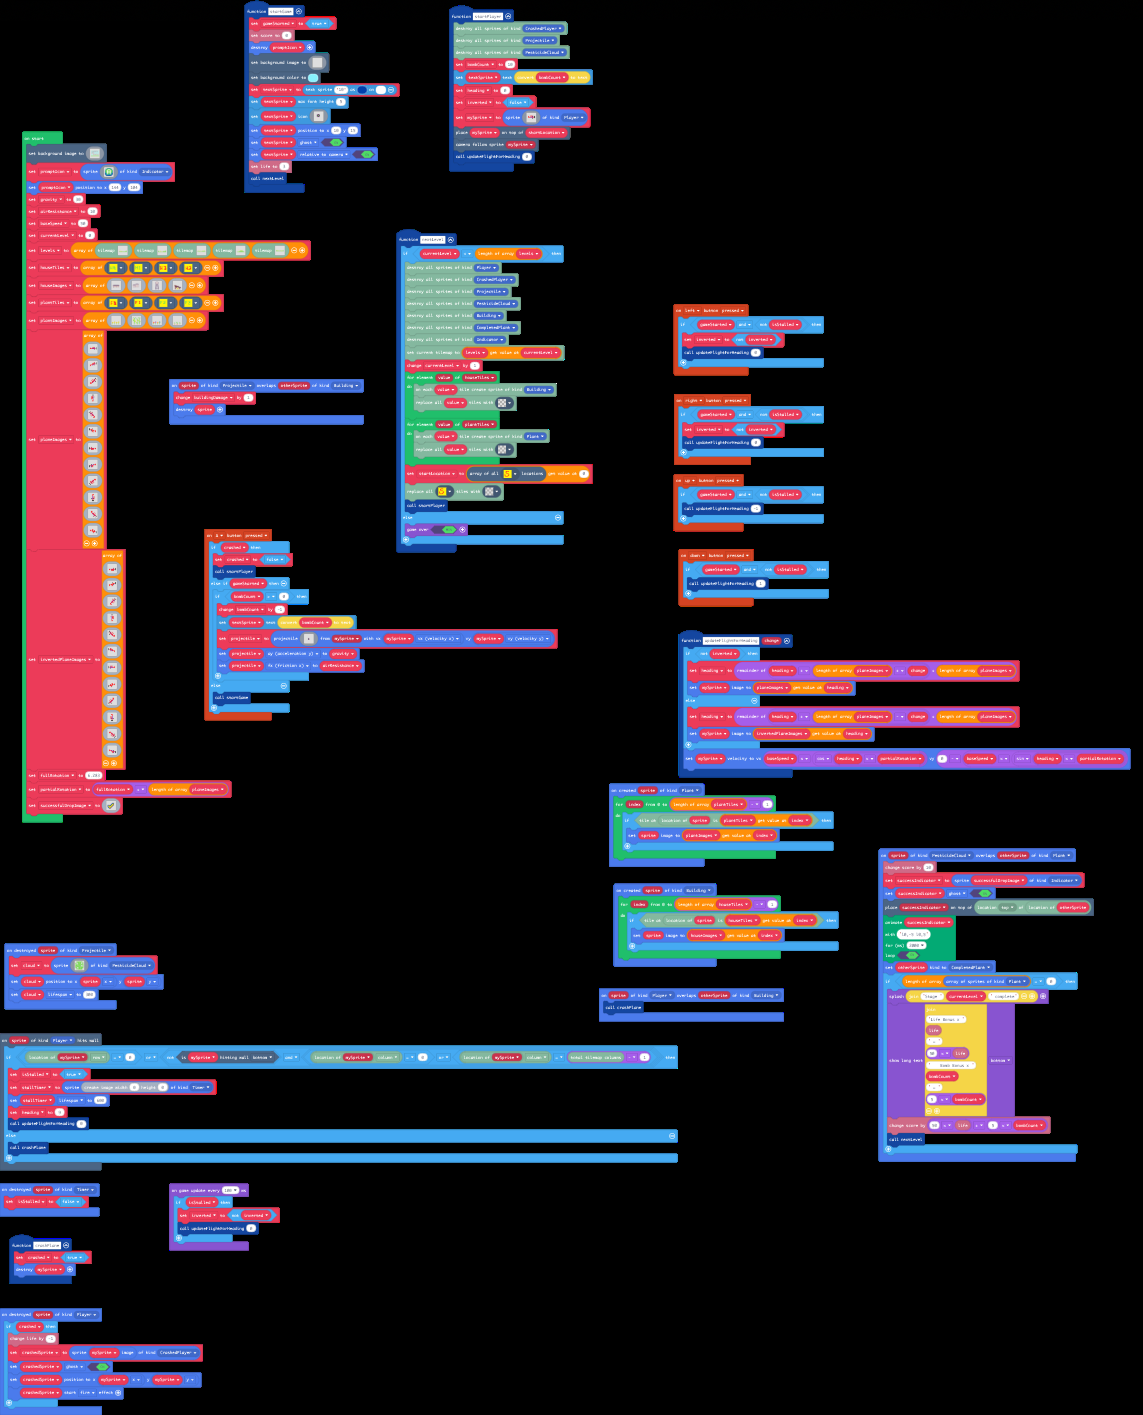 function startGame
set gameStarted to true
set score to 0
destroy promptIcon
set background image to
set background color to
set textSprite to
set textSprite max font height
set textSprite icon
set textSprite position to x y
set textSprite ghost
set textSprite relative to camera
set life to 3
call nextLevel
function startPlayer
destroy all sprites of kind CrashedPlayer
destroy all sprites of kind Projectile
destroy all sprites of kind PesticideCloud
set bombCount to 10
set textSprite text convert bombCount to text
set heading to 0
set inverted to false
set mySprite to sprite of kind Player
place mySprite on top of startLocation
camera follow sprite mySprite
call updateFlightForHeading 0
on start
set background image to
set promptIcon to sprite of kind Indicator
set promptIcon position to x y
set gravity to
set airResistance to
set baseSpeed to
set currentLevel to 0
set levels to array of tilemap tilemap tilemap tilemap tilemap
set houseTiles to array of
set houseImages to array of
set plantTiles to array of
set plantImages to array of
array of
set planeImages to
array of
set invertedPlaneImages to
set fullRotation to 6.283
set partialRotation to fullRotation ÷ length of array planeImages
set successfulDropImage to
on sprite of kind Projectile overlaps otherSprite of kind Building
change buildingDamage by 1
destroy sprite
function nextLevel
if currentLevel < length of array levels then
destroy all sprites of kind Player
destroy all sprites of kind CrashedPlayer
destroy all sprites of kind Projectile
destroy all sprites of kind PesticideCloud
destroy all sprites of kind Building
destroy all sprites of kind CompletedPlant
destroy all sprites of kind Indicator
set current tilemap to levels get value at currentLevel
change currentLevel by 1
for element value of houseTiles
do on each value tile create sprite of kind Building
replace all value tiles with
for element value of plantTiles
do on each value tile create sprite of kind Plant
replace all value tiles with
set startLocation to array of all locations get value at 0
replace all tiles with
call startPlayer
else
game over
on left button pressed
if gameStarted and not isStalled then
set inverted to not inverted
call updateFlightForHeading 0
on right button pressed
if gameStarted and not isStalled then
set inverted to not inverted
call updateFlightForHeading 0
on up button pressed
if gameStarted and not isStalled then
call updateFlightForHeading -1
on down button pressed
if gameStarted and not isStalled then
call updateFlightForHeading 1
on A button pressed
if crashed then
set crashed to false
call startPlayer
else if gameStarted then
if bombCount > 0 then
change bombCount by -1
set textSprite text convert bombCount to text
set projectile to projectile from mySprite with vx mySprite vx (velocity x) vy mySprite vy (velocity y)
set projectile ay (acceleration y) to gravity
set projectile fx (friction x) to airResistance
else
call startGame
function updateFlightForHeading change
if not inverted then
set heading to remainder of heading + length of array planeImages + change ÷ length of array planeImages
set mySprite image to planeImages get value at heading
else
set heading to remainder of heading + length of array planeImages - change ÷ length of array planeImages
set mySprite image to invertedPlaneImages get value at heading
set mySprite velocity to vx baseSpeed × cos heading × partialRotation vy 0 - baseSpeed × sin heading × partialRotation
on created sprite of kind Plant
for index from 0 to length of array plantTiles - 1
do if tile at location of sprite is plantTiles get value at index then
set sprite image to plantImages get value at index
on created sprite of kind Building
for index from 0 to length of array houseTiles - 1
do if tile at location of sprite is houseTiles get value at index then
set sprite image to houseImages get value at index
on sprite of kind Player overlaps otherSprite of kind Building
call crashPlane
on sprite of kind PesticideCloud overlaps otherSprite of kind Plant
change score by
set successIndicator to sprite successfulDropImage of kind Indicator
set successIndicator ghost
place successIndicator on top of location top of location of otherSprite
animate successIndicator
with
for (ms) 1000
loop
set otherSprite kind to CompletedPlant
if length of array array of sprites of kind Plant = 0 then
splash join "Stage " currentLevel " complete"
"Life Bonus x "
life
50 × life
show long text bottom
bombCount
5 × bombCount
change score by 50 × life + 5 × bombCount
call nextLevel
on destroyed sprite of kind Projectile
set cloud to sprite of kind PesticideCloud
set cloud position to x sprite x y sprite y
set cloud lifespan to 500
on sprite of kind Player hits wall
if location of mySprite row = 0 or not is mySprite hitting wall bottom and location of mySprite column = 0 or location of mySprite column = tilemap columns - 1 then
set isStalled to true
set stallTimer to sprite create image width height of kind Timer
set stallTimer lifespan to 500
set heading to
call updateFlightForHeading 0
else
call crashPlane
on destroyed sprite of kind Timer
set isStalled to false
on game update every 100 ms
if isStalled then
set inverted to not inverted
call updateFlightForHeading 0
function crashPlane
set crashed to true
destroy mySprite
on destroyed sprite of kind Player
if crashed then
change life by -1
set crashedSprite to sprite mySprite image of kind CrashedPlayer
set crashedSprite ghost
set crashedSprite position to x mySprite x y mySprite y
crashedSprite start fire effect